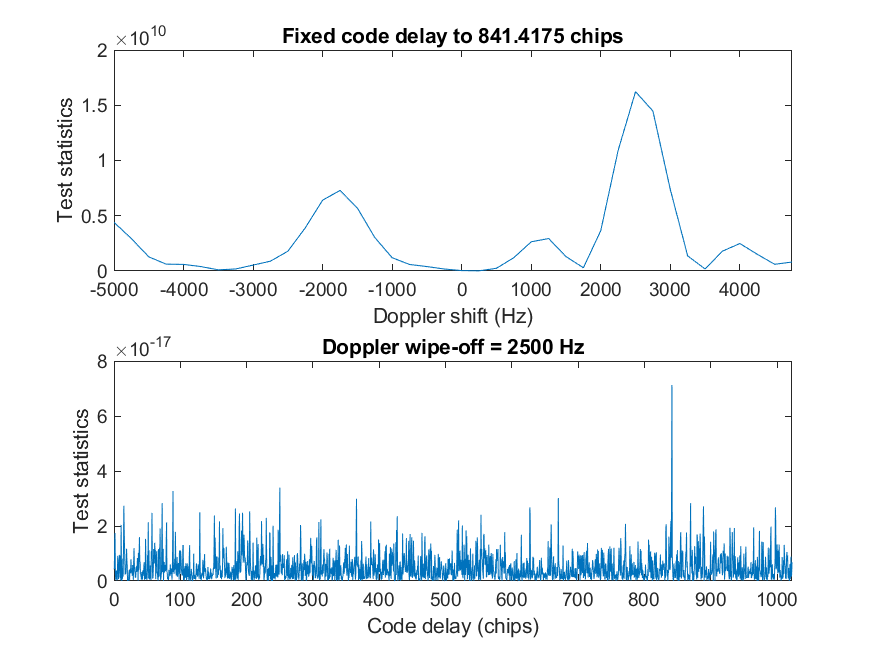 Fixed code delay to 841.4175 chips
×10^10
2
1.5
1
0.5
0
Test statistics
-5000 -4000 -3000 -2000 -1000 0 1000 2000 3000 4000
Doppler shift (Hz)
Doppler wipe-off = 2500 Hz
×10^-17
8
6
4
2
0
Test statistics
0 100 200 300 400 500 600 700 800 900 1000
Code delay (chips)